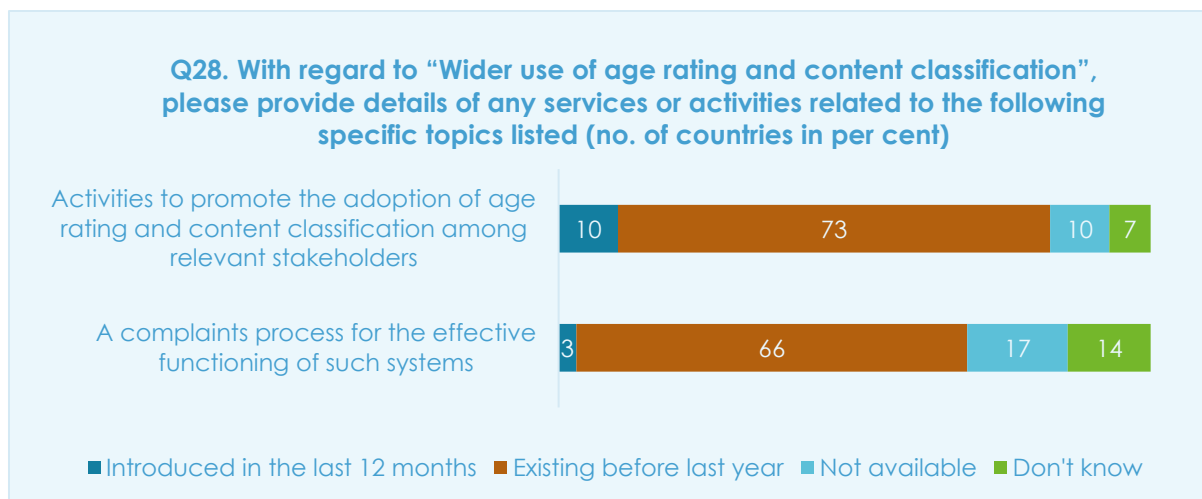 Q28. With regard to “Wider use of age rating and content classification”,
please provide details of any services or activities related to the following
specific topics listed (no. of countries in per cent)
Activities to promote the adoption of age
rating and content classification among
relevant stakeholders
10 73 10 7
A complaints process for the effective
functioning of such systems
3 66 17 14
Introduced in the last 12 months Existing before last year Not available Don't know